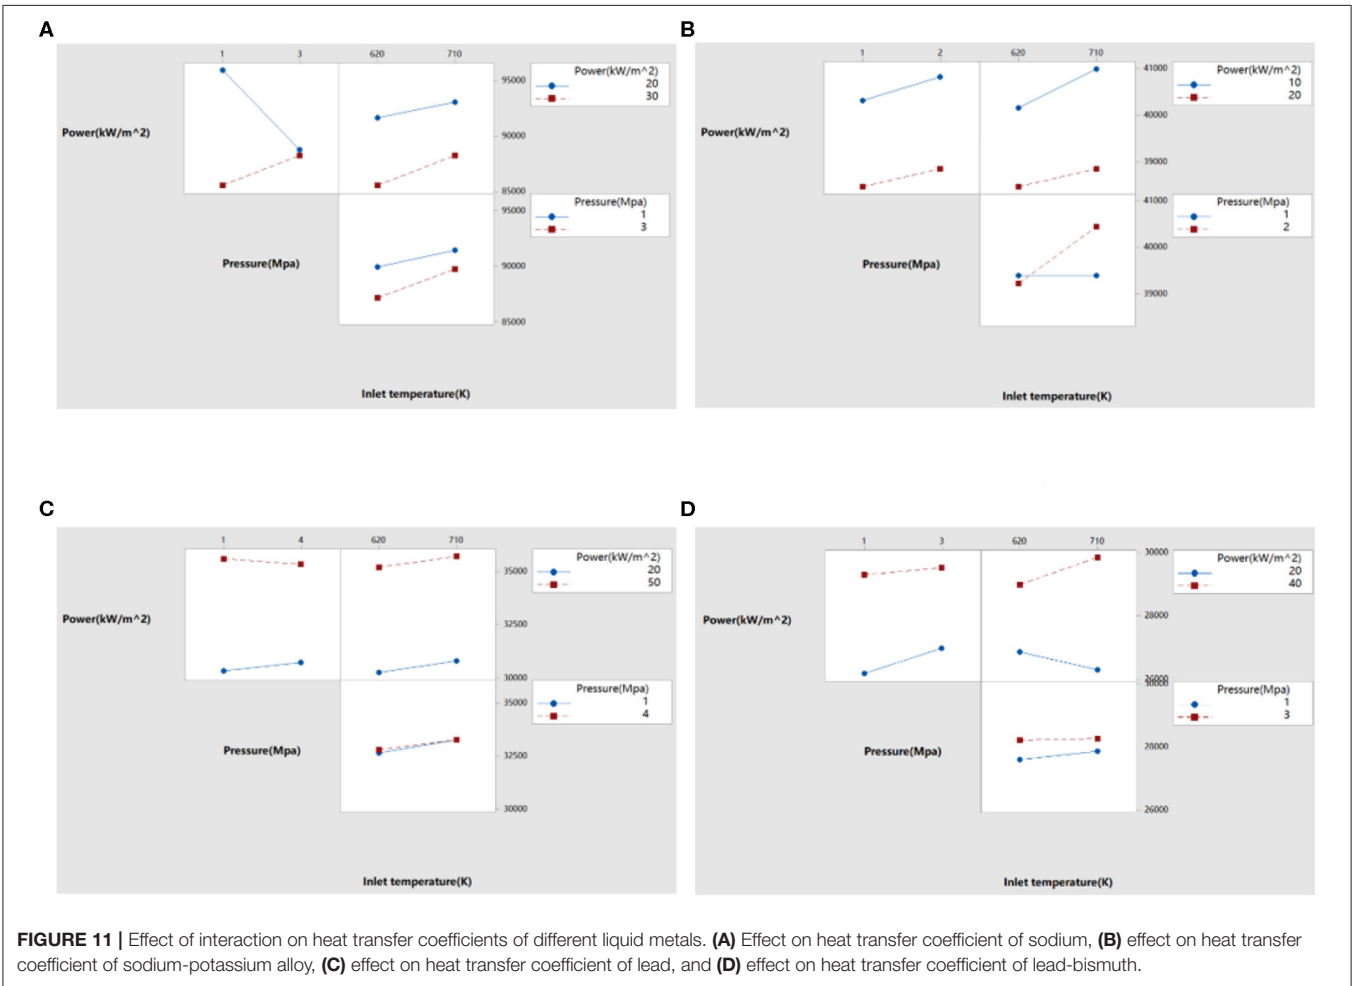 A
1 3 620 710
Power(kW/m^2)
95000
90000
85000
Power(kW/m^2)
20
30
Pressure(Mpa)
95000
90000
85000
Pressure(Mpa)
1
3
Inlet temperature(K)
B
1 2 620 710
Power(kW/m^2)
41000
40000
39000
Power(kW/m^2)
10
20
Pressure(Mpa)
41000
40000
39000
Pressure(Mpa)
1
2
Inlet temperature(K)
C
1 4 620 710
Power(kW/m^2)
35000
32500
30000
Power(kW/m^2)
20
50
Pressure(Mpa)
35000
32500
30000
Pressure(Mpa)
1
4
Inlet temperature(K)
D
1 3 620 710
Power(kW/m^2)
30000
28000
26000
Power(kW/m^2)
20
40
Pressure(Mpa)
30000
28000
26000
Pressure(Mpa)
1
3
Inlet temperature(K)
FIGURE 11 | Effect of interaction on heat transfer coefficients of different liquid metals. (A) Effect on heat transfer coefficient of sodium, (B) effect on heat transfer
coefficient of sodium-potassium alloy, (C) effect on heat transfer coefficient of lead, and (D) effect on heat transfer coefficient of lead-bismuth.